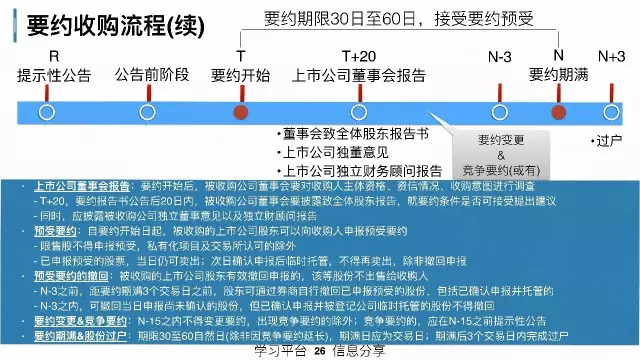 要约收购流程(续)
要约期限30日至60日，接受要约预受
R
T
T+20
N-3
N
N+3
提示性公告
公告前阶段
要约开始
上市公司董事会报告
要约期满
•董事会致全体股东报告书
•上市公司独董意见
•上市公司独立财务顾问报告
要约变更
&
竞争要约(或有)
•过户
▪ 上市公司董事会报告：要约开始后，被收购公司董事会要对收购人主体资格、资信情况、收购意图进行调查
- T+20，要约报告书公告后20日内，被收购公司董事会要披露致全体股东报告，就要约条件是否可接受提出建议
- 同时，应披露被收购公司独立董事意见以及独立财顾报告
▪ 预受要约：自要约开始日起，被收购的上市公司股东可以向收购人申报预受要约
- 限售股不得申报预受，私有化项目及交易所认可的除外
- 已申报预受的股票，当日仍可卖出；次日确认申报后临时托管，不得再卖出，除非撤回申报
▪ 预受要约的撤回：被收购的上市公司股东有效撤回申报的，该等股份不出售给收购人
- N-3之前，距要约期满3个交易日之前，股东可通过券商自行撤回已申报预受的股份，包括已确认申报并托管的
- N-3之内，可撤回当日申报尚未确认的股份，但已确认申报并被登记公司临时托管的股份不得撤回
▪ 要约变更&竞争要约：N-15之内不得变更要约，出现竞争要约的除外；竞争要约的，应在N-15之前提示性公告
▪ 要约期满&股份过户：期限30至60自然日(除非因竞争要约延长)，期满日应为交易日；期满后3个交易日内完成过户
学习平台 26 信息分享